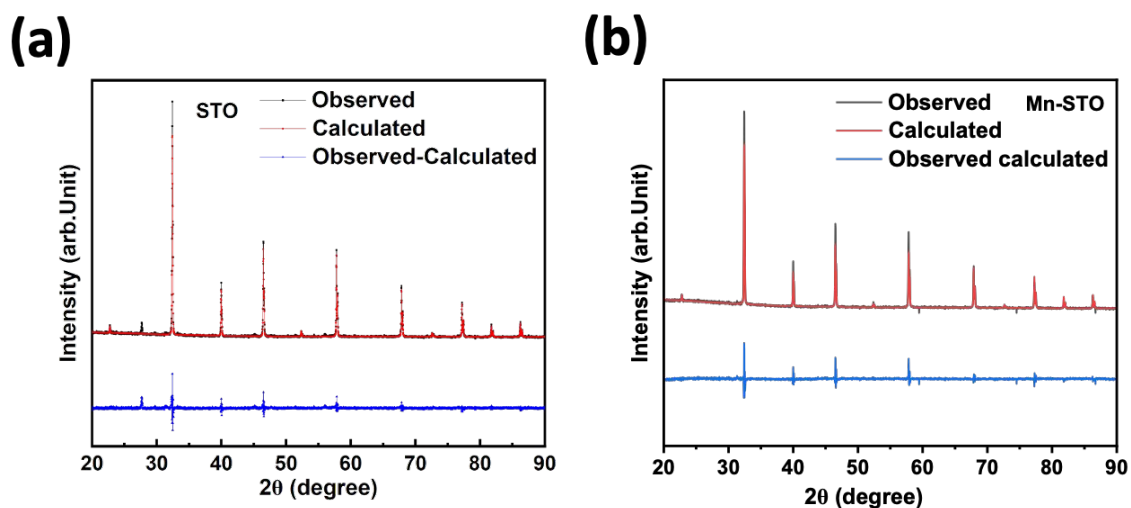 (a)
STO
Observed
Calculated
Observed-Calculated
Intensity (arb.Unit)
20 30 40 50 60 70 80 90
2θ (degree)
(b)
Mn-STO
Observed
Calculated
Observed calculated
Intensity (arb.Unit)
20 30 40 50 60 70 80 90
2θ (degree)